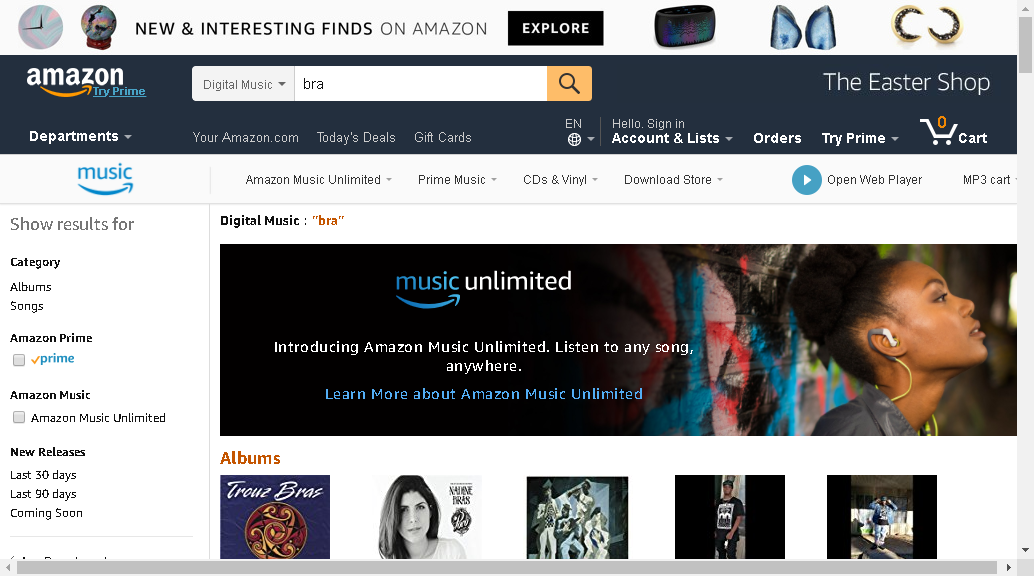 NEW & INTERESTING FINDS ON AMAZON EXPLORE
amazon
Try Prime
Digital Music bra
The Easter Shop
Departments
Your Amazon.com Today's Deals Gift Cards
EN
Hello. Sign in
Account & Lists
Orders
Try Prime
0
Cart
music
Amazon Music Unlimited Prime Music CDs & Vinyl Download Store Open Web Player MP3 cart
Show results for
Category
Albums
Songs
Amazon Prime
prime
Amazon Music
Amazon Music Unlimited
New Releases
Last 30 days
Last 90 days
Coming Soon
Digital Music : "bra"
music unlimited
Introducing Amazon Music Unlimited. Listen to any song,
anywhere.
Learn More about Amazon Music Unlimited
Albums
Trouz Bras
NADINE
BRAS